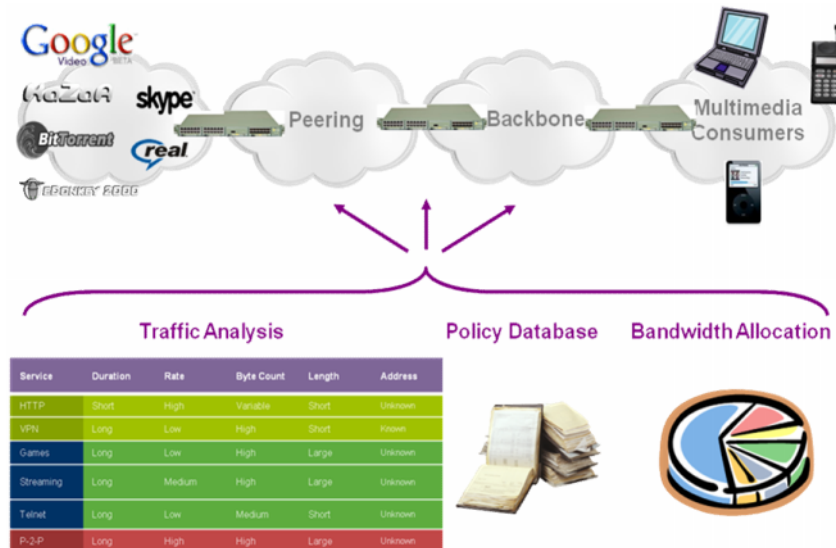 Google
Video BETA
KaZaA
skype
BitTorrent
real
EDONKEY 2000
Peering
Backbone
Multimedia
Consumers
Traffic Analysis
Policy Database
Bandwidth Allocation
Service Duration Rate Byte Count Length Address
HTTP Short High Variable Short Unknown
VPN Long Low High Short Known
Games Long Low High Large Unknown
Streaming Long Medium High Large Unknown
Telnet Long Low Medium Short Unknown
P-2-P Long High High Large Unknown